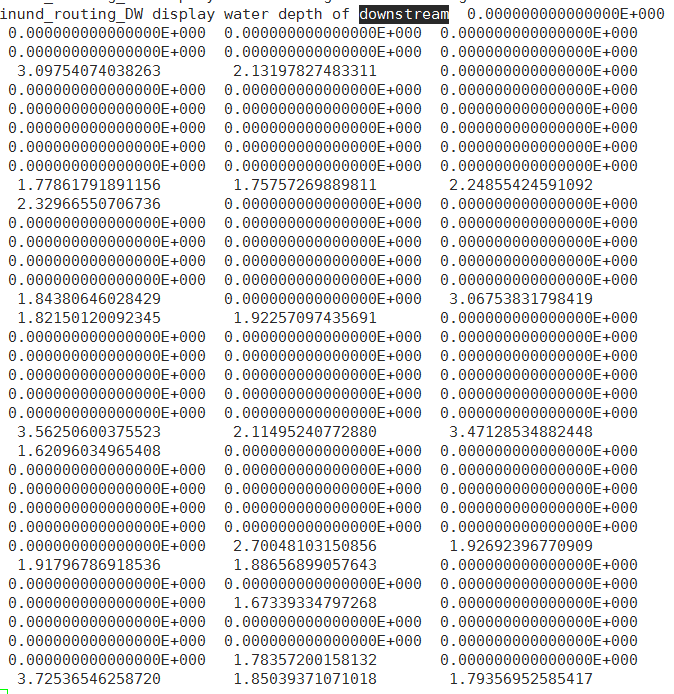 inund_routing_DW display water depth of downstream 0.000000000000000E+000
0.000000000000000E+000 0.000000000000000E+000 0.000000000000000E+000
0.000000000000000E+000 0.000000000000000E+000 0.000000000000000E+000
3.09754074038263 2.13197827483311 0.000000000000000E+000
0.000000000000000E+000 0.000000000000000E+000 0.000000000000000E+000
0.000000000000000E+000 0.000000000000000E+000 0.000000000000000E+000
0.000000000000000E+000 0.000000000000000E+000 0.000000000000000E+000
0.000000000000000E+000 0.000000000000000E+000 0.000000000000000E+000
0.000000000000000E+000 0.000000000000000E+000 0.000000000000000E+000
1.77861791891156 1.75757269889811 2.24855424591092
2.32966550706736 0.000000000000000E+000 0.000000000000000E+000
0.000000000000000E+000 0.000000000000000E+000 0.000000000000000E+000
0.000000000000000E+000 0.000000000000000E+000 0.000000000000000E+000
0.000000000000000E+000 0.000000000000000E+000 0.000000000000000E+000
0.000000000000000E+000 0.000000000000000E+000 0.000000000000000E+000
1.84380646028429 0.000000000000000E+000 3.06753831798419
1.82150120092345 1.92257097435691 0.000000000000000E+000
0.000000000000000E+000 0.000000000000000E+000 0.000000000000000E+000
0.000000000000000E+000 0.000000000000000E+000 0.000000000000000E+000
0.000000000000000E+000 0.000000000000000E+000 0.000000000000000E+000
0.000000000000000E+000 0.000000000000000E+000 0.000000000000000E+000
0.000000000000000E+000 0.000000000000000E+000 0.000000000000000E+000
3.56250600375523 2.11495240772880 3.47128534882448
1.62096034965408 0.000000000000000E+000 0.000000000000000E+000
0.000000000000000E+000 0.000000000000000E+000 0.000000000000000E+000
0.000000000000000E+000 0.000000000000000E+000 0.000000000000000E+000
0.000000000000000E+000 0.000000000000000E+000 0.000000000000000E+000
0.000000000000000E+000 0.000000000000000E+000 0.000000000000000E+000
0.000000000000000E+000 2.70048103150856 1.92692396770909
1.91796786918536 1.88656899057643 0.000000000000000E+000
0.000000000000000E+000 0.000000000000000E+000 0.000000000000000E+000
0.000000000000000E+000 1.67339334797268 0.000000000000000E+000
0.000000000000000E+000 0.000000000000000E+000 0.000000000000000E+000
0.000000000000000E+000 1.78357200158132 0.000000000000000E+000
3.72536546258720 1.85039371071018 1.79356952585417